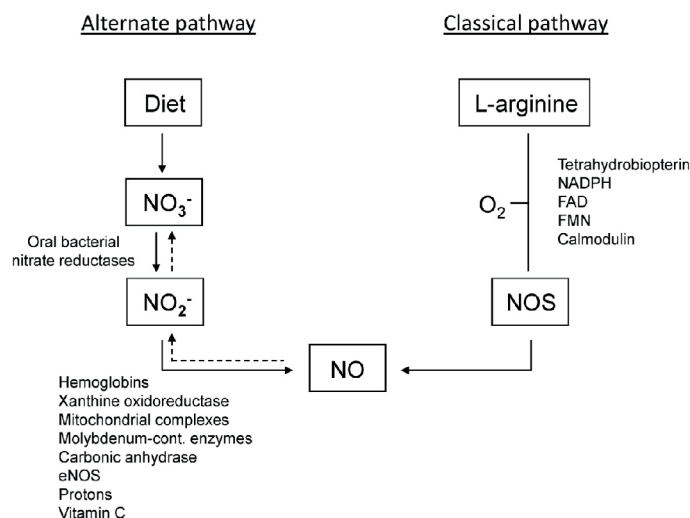 Alternate pathway
Classical pathway
Diet
L-arginine
Tetrahydrobiopterin
NADPH
FAD
FMN
Calmodulin
O₂
NO₃⁻
Oral bacterial
nitrate reductases
NO₂⁻
NOS
NO
Hemoglobins
Xanthine oxidoreductase
Mitochondrial complexes
Molybdenum-cont. enzymes
Carbonic anhydrase
eNOS
Protons
Vitamin C